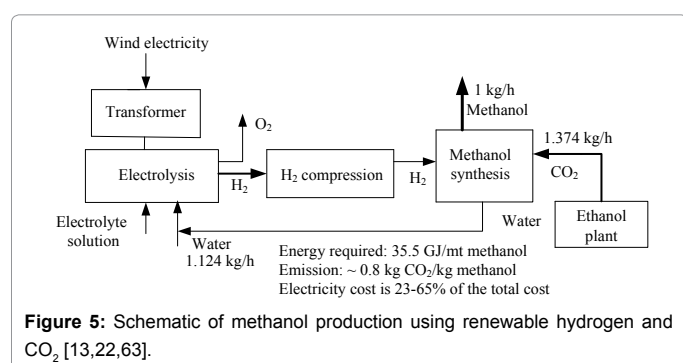 Wind electricity
Transformer
O₂
1 kg/h
Methanol
1.374 kg/h
Electrolysis
H₂
H₂ compression
H₂
Methanol
synthesis
CO₂
Ethanol
plant
Electrolyte
solution
Water
1.124 kg/h
Water
Energy required: 35.5 GJ/mt methanol
Emission: ~ 0.8 kg CO₂/kg methanol
Electricity cost is 23-65% of the total cost
Figure 5: Schematic of methanol production using renewable hydrogen and
CO₂ [13,22,63].